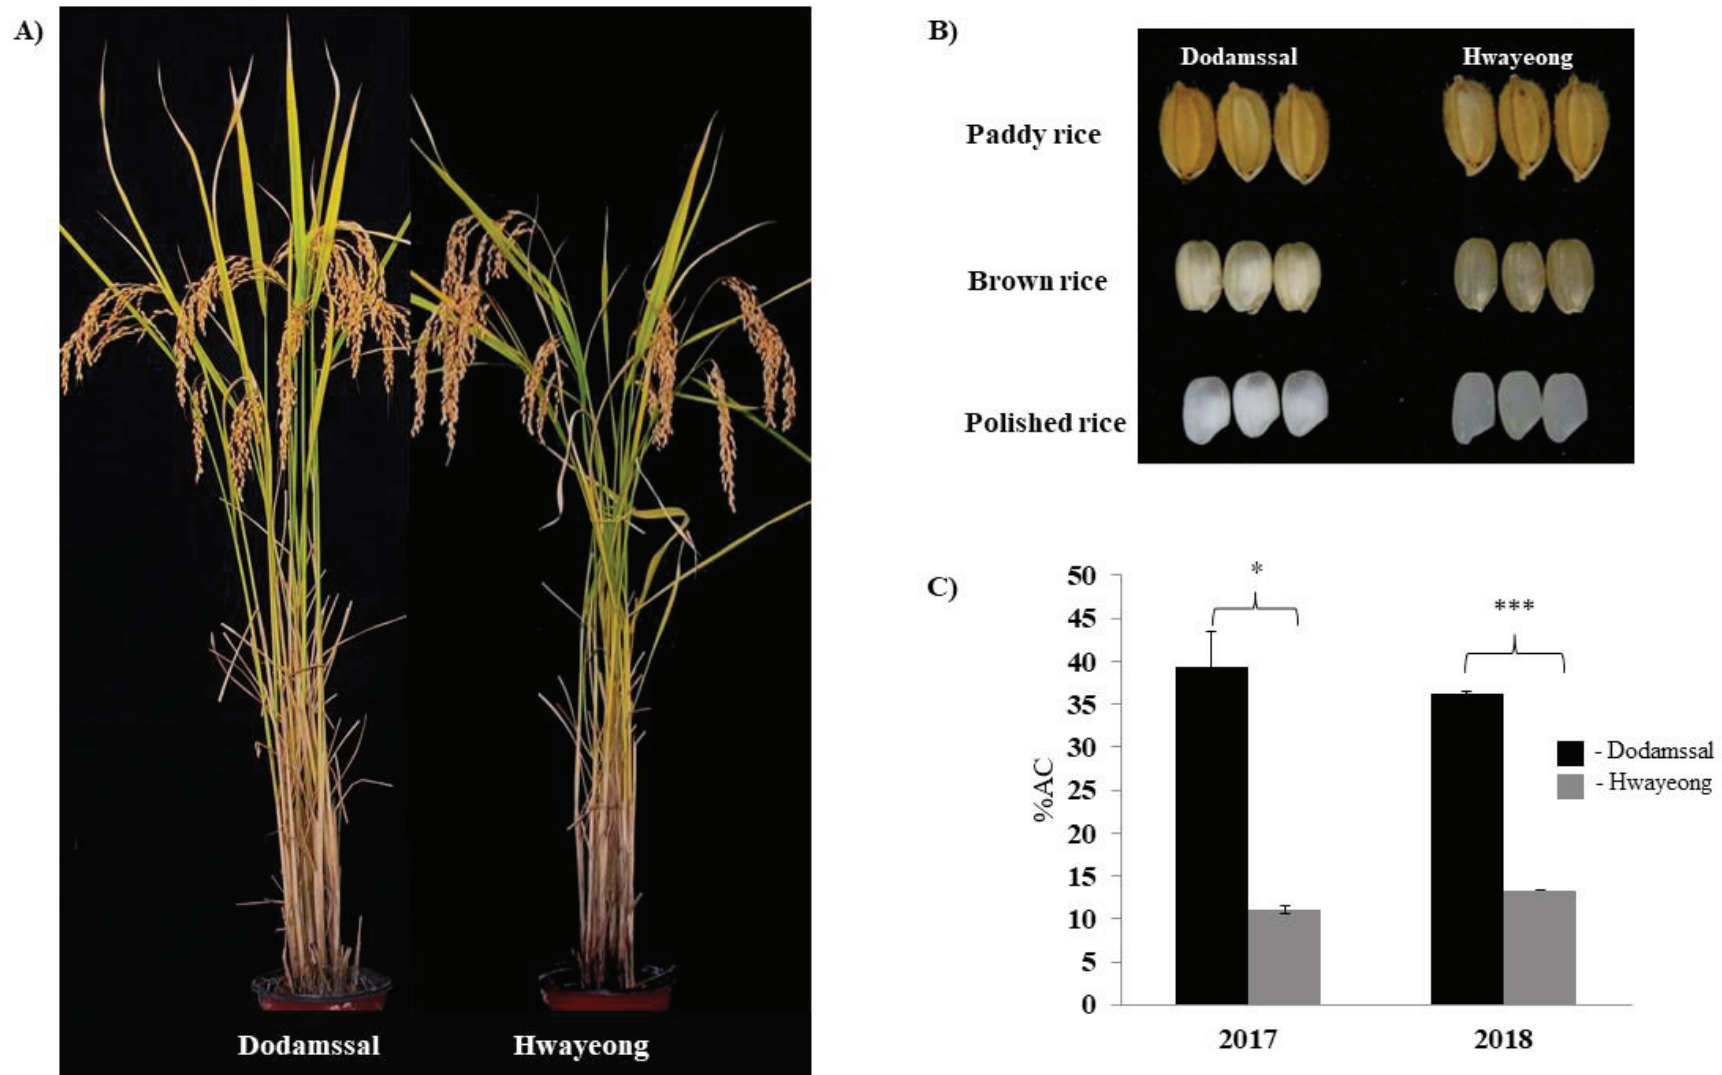 A)
Dodamssal
Hwayeong
B)
Dodamssal
Hwayeong
Paddy rice
Brown rice
Polished rice
C)
50
45
40
35
30
25
20
15
10
5
0
%AC
*
***
- Dodamssal
- Hwayeong
2017
2018